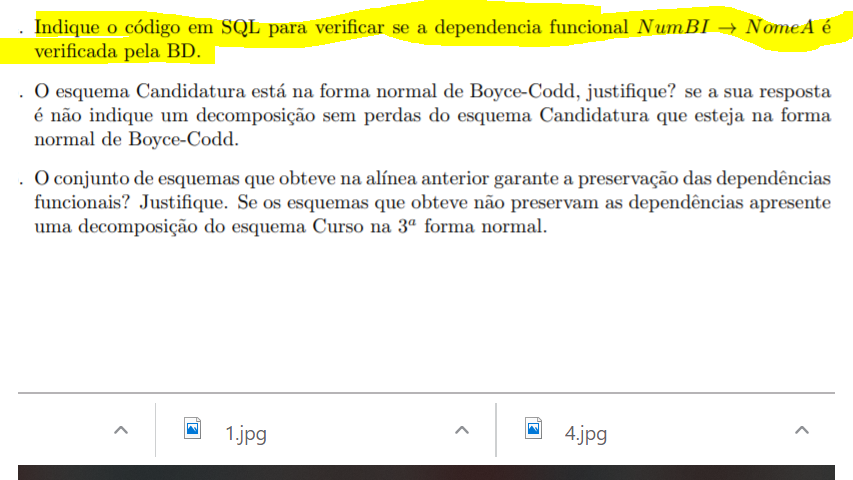 . Indique o código em SQL para verificar se a dependencia funcional NumBI → NomeA é
verificada pela BD.
. O esquema Candidatura está na forma normal de Boyce-Codd, justifique? se a sua resposta
é não indique um decomposição sem perdas do esquema Candidatura que esteja na forma
normal de Boyce-Codd.
. O conjunto de esquemas que obteve na alínea anterior garante a preservação das dependências
funcionais? Justifique. Se os esquemas que obteve não preservam as dependências apresente
uma decomposição do esquema Curso na 3ª forma normal.
1.jpg
4.jpg